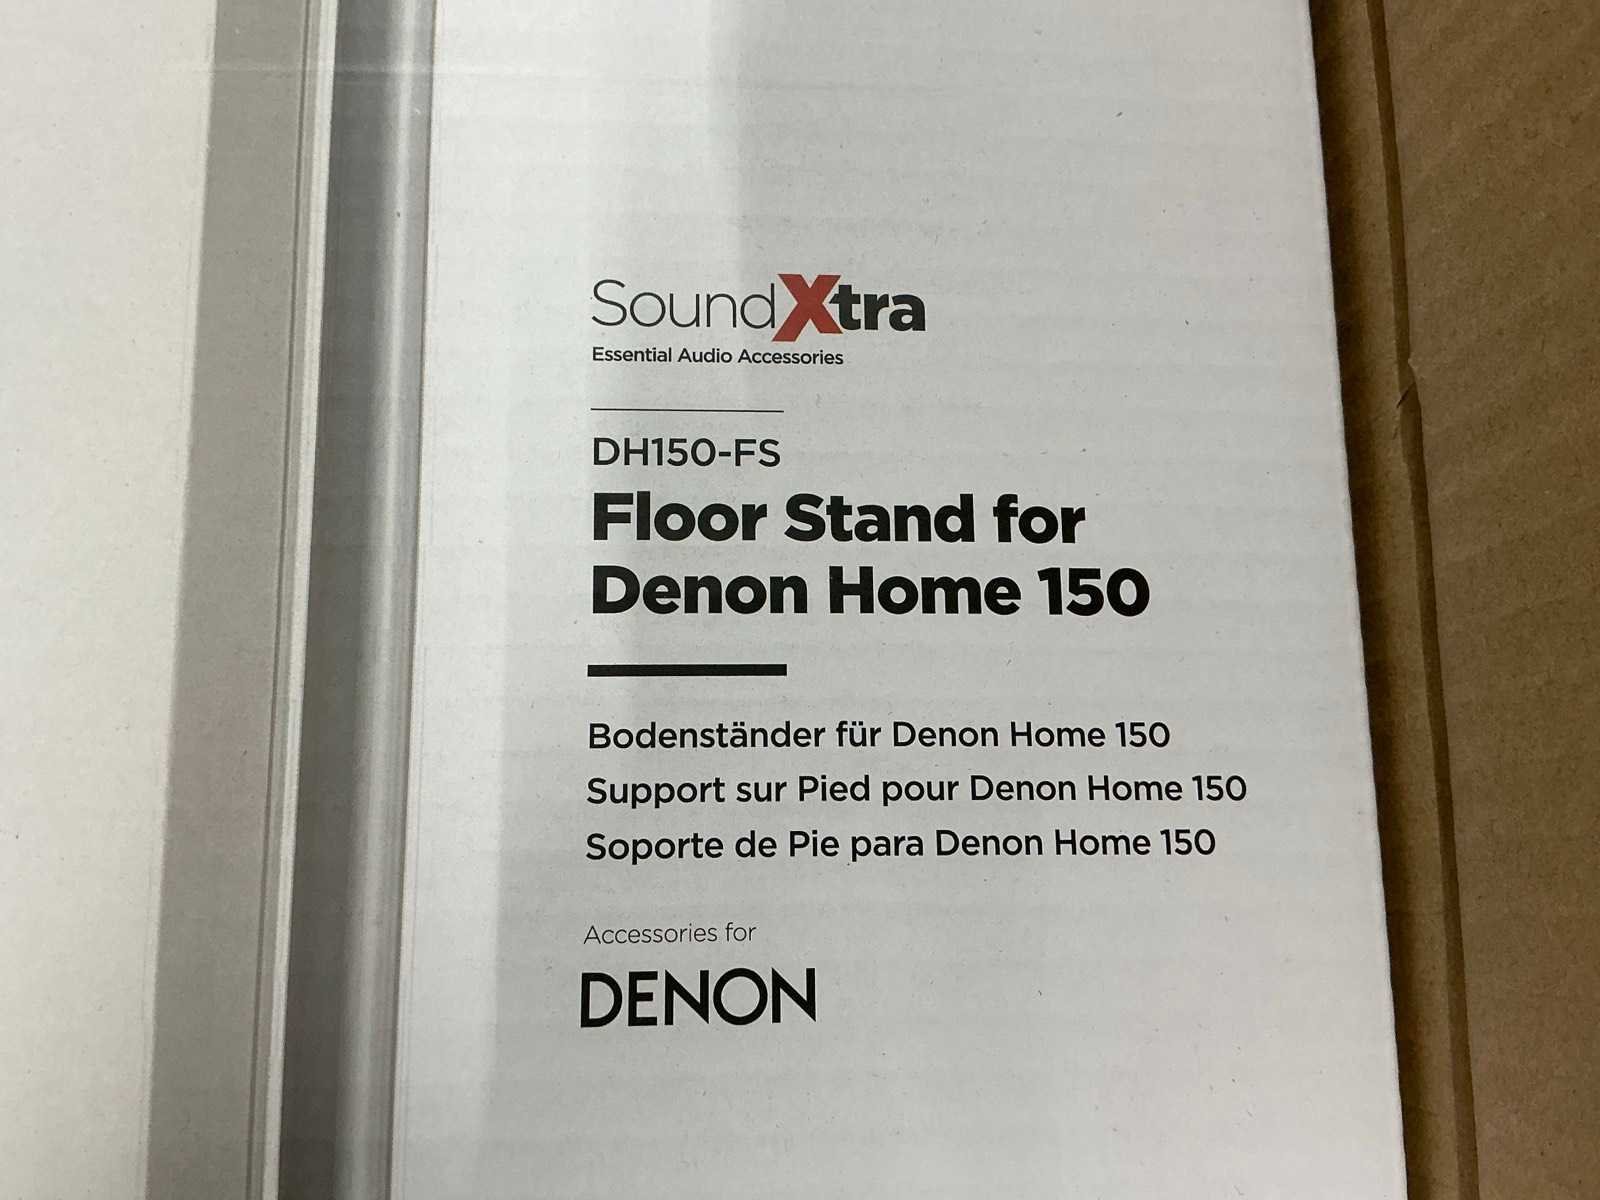 SoundXtra
Essential Audio Accessories
DH150-FS
Floor Stand for
Denon Home 150
Bodenständer für Denon Home 150
Support sur Pied pour Denon Home 150
Soporte de Pie para Denon Home 150
Accessories for
DENON